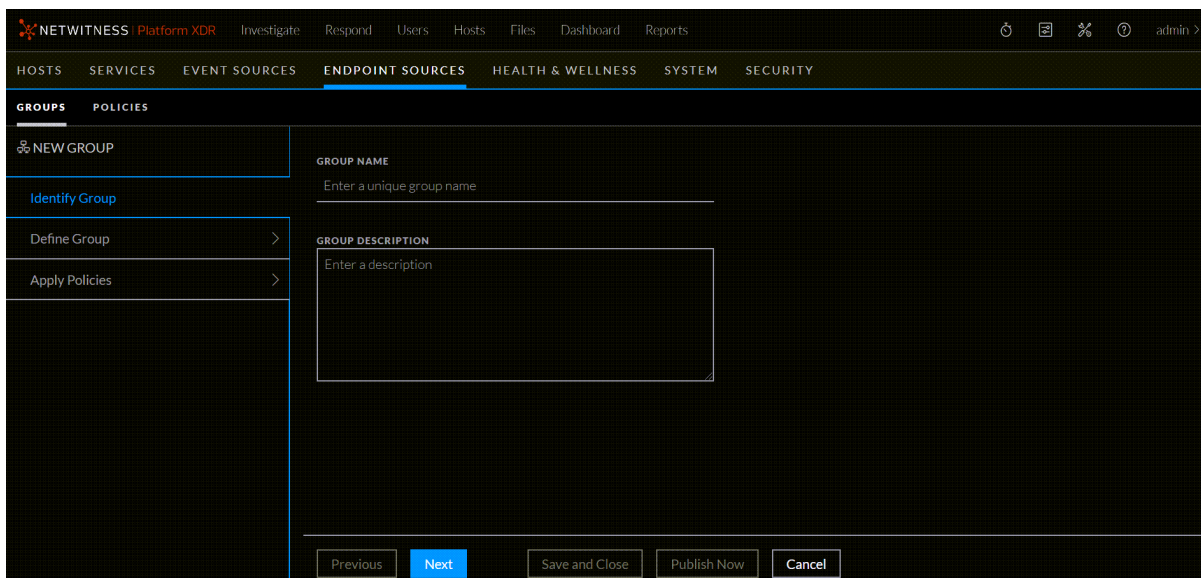 NETWITNESS Platform XDR Investigate Respond Users Hosts Files Dashboard Reports admin >
HOSTS SERVICES EVENT SOURCES ENDPOINT SOURCES HEALTH & WELLNESS SYSTEM SECURITY
GROUPS POLICIES
NEW GROUP
Identify Group
Define Group
Apply Policies
GROUP NAME
Enter a unique group name
GROUP DESCRIPTION
Enter a description
Previous Next Save and Close Publish Now Cancel